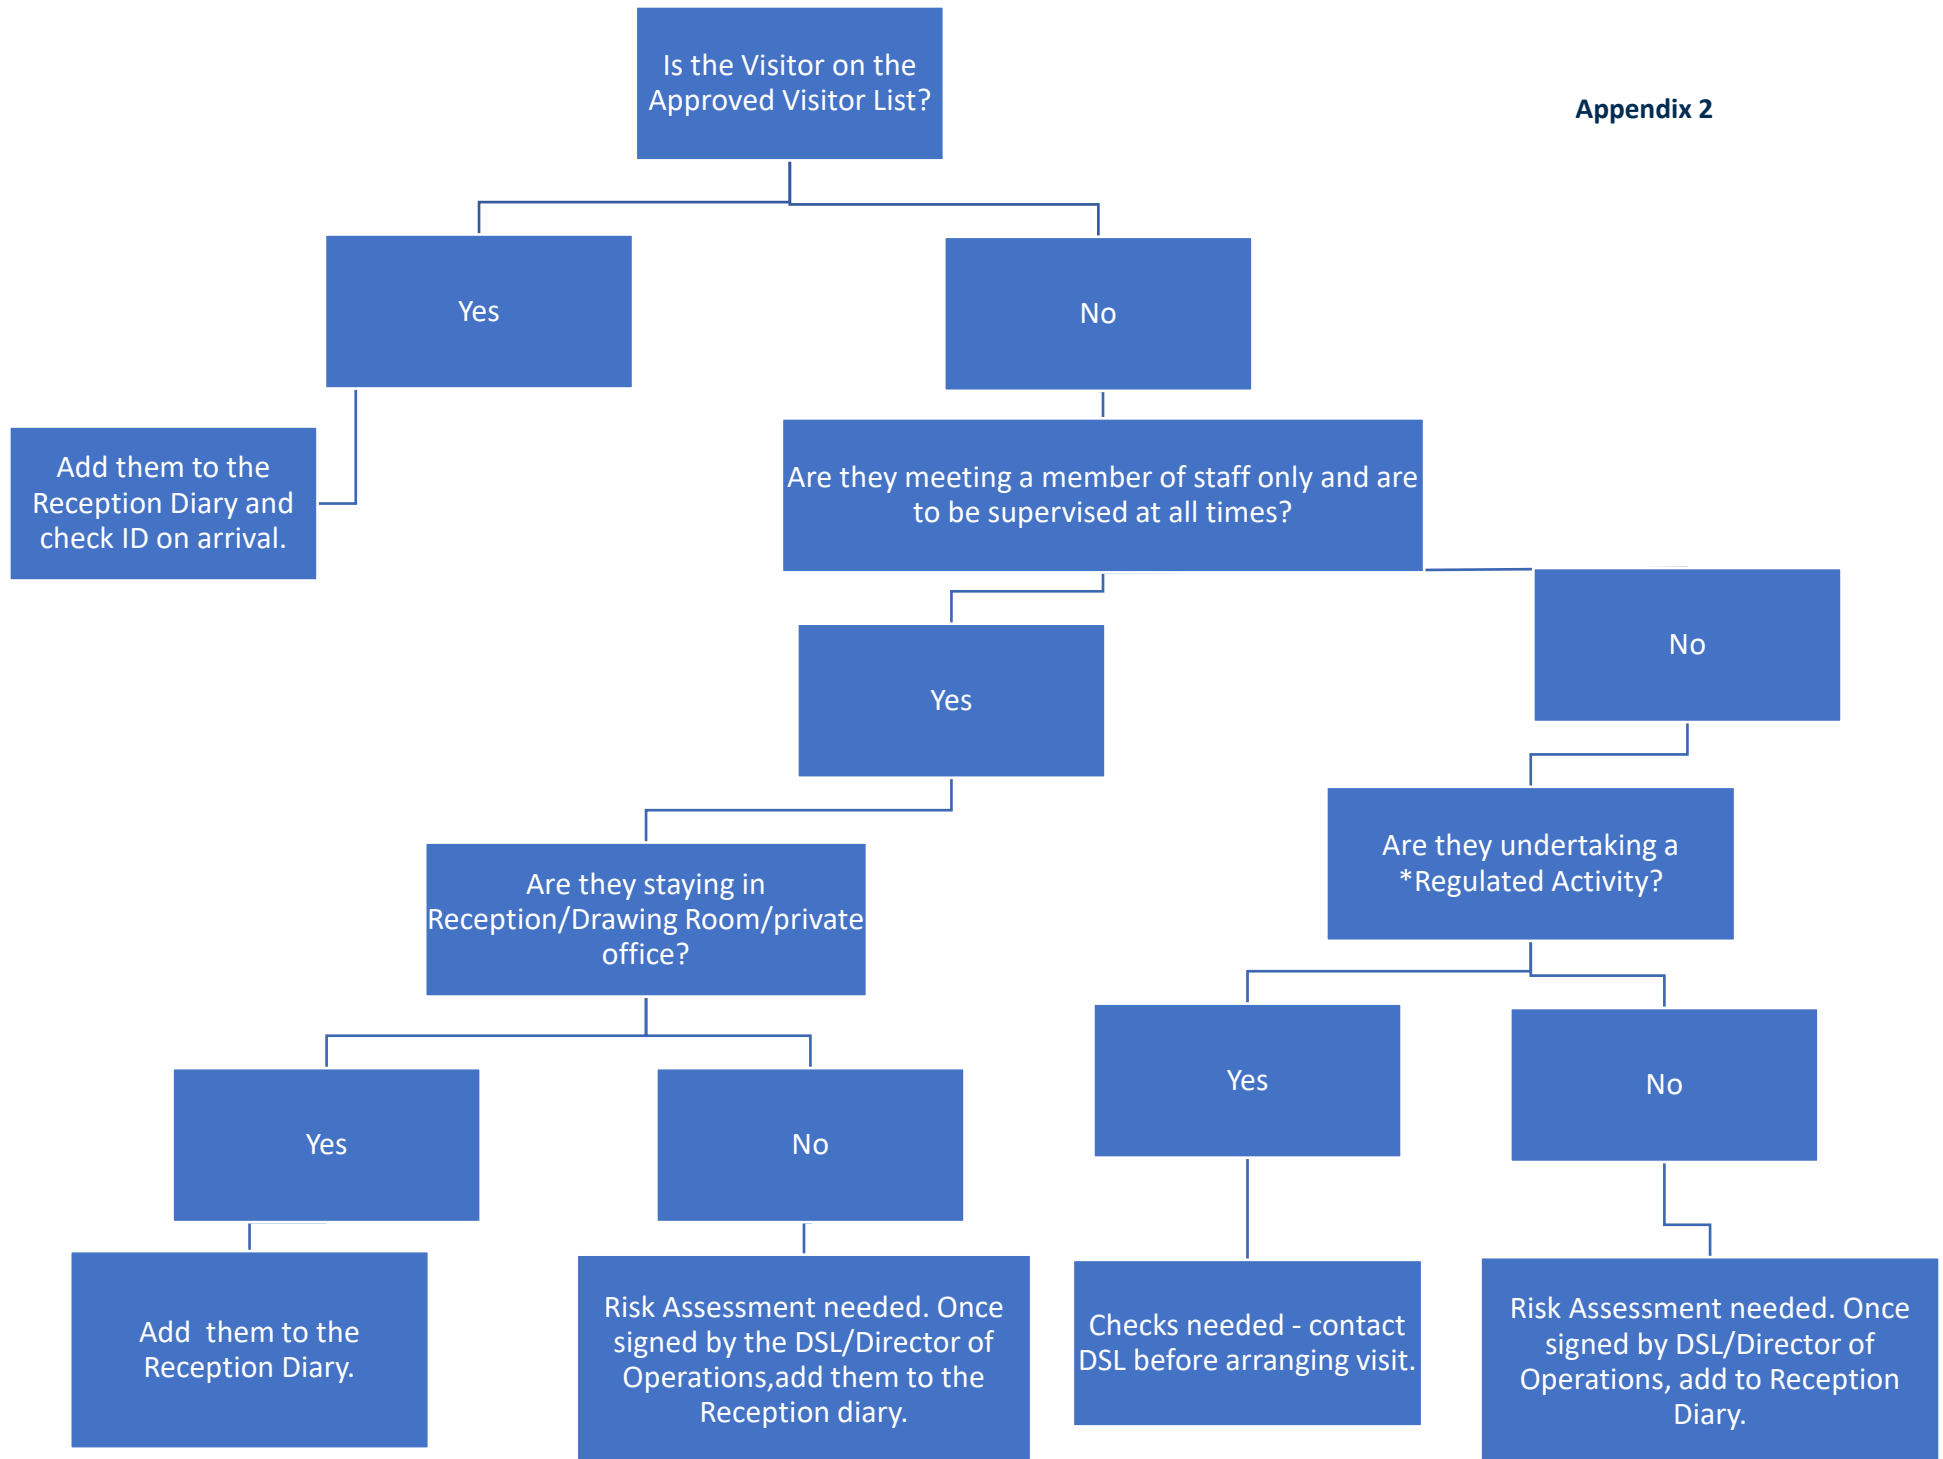 Is the Visitor on the
Approved Visitor List?
Appendix 2
Yes
No
Add them to the
Reception Diary and
check ID on arrival.
Are they meeting a member of staff only and are
to be supervised at all times?
Yes
No
Are they staying in
Reception/Drawing Room/private
office?
Are they undertaking a
*Regulated Activity?
Yes
No
Yes
No
Add  them to the
Reception Diary.
Risk Assessment needed. Once
signed by the DSL/Director of
Operations,add them to the
Reception diary.
Checks needed - contact
DSL before arranging visit.
Risk Assessment needed. Once
signed by DSL/Director of
Operations, add to Reception
Diary.